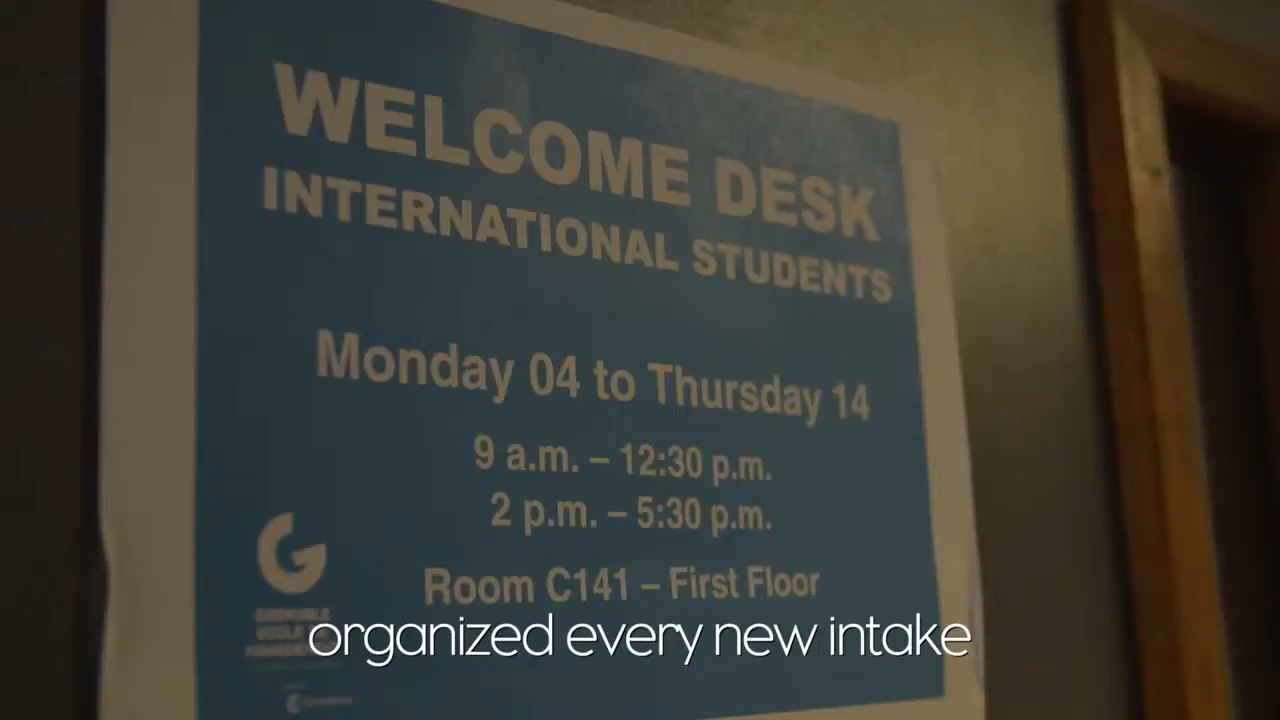 WELCOME DESK
INTERNATIONAL STUDENTS
Monday 04 to Thursday 14
9 a.m. – 12:30 p.m.
2 p.m. – 5:30 p.m.
Room C141 – First Floor
GRENOBLE
organized every new intake